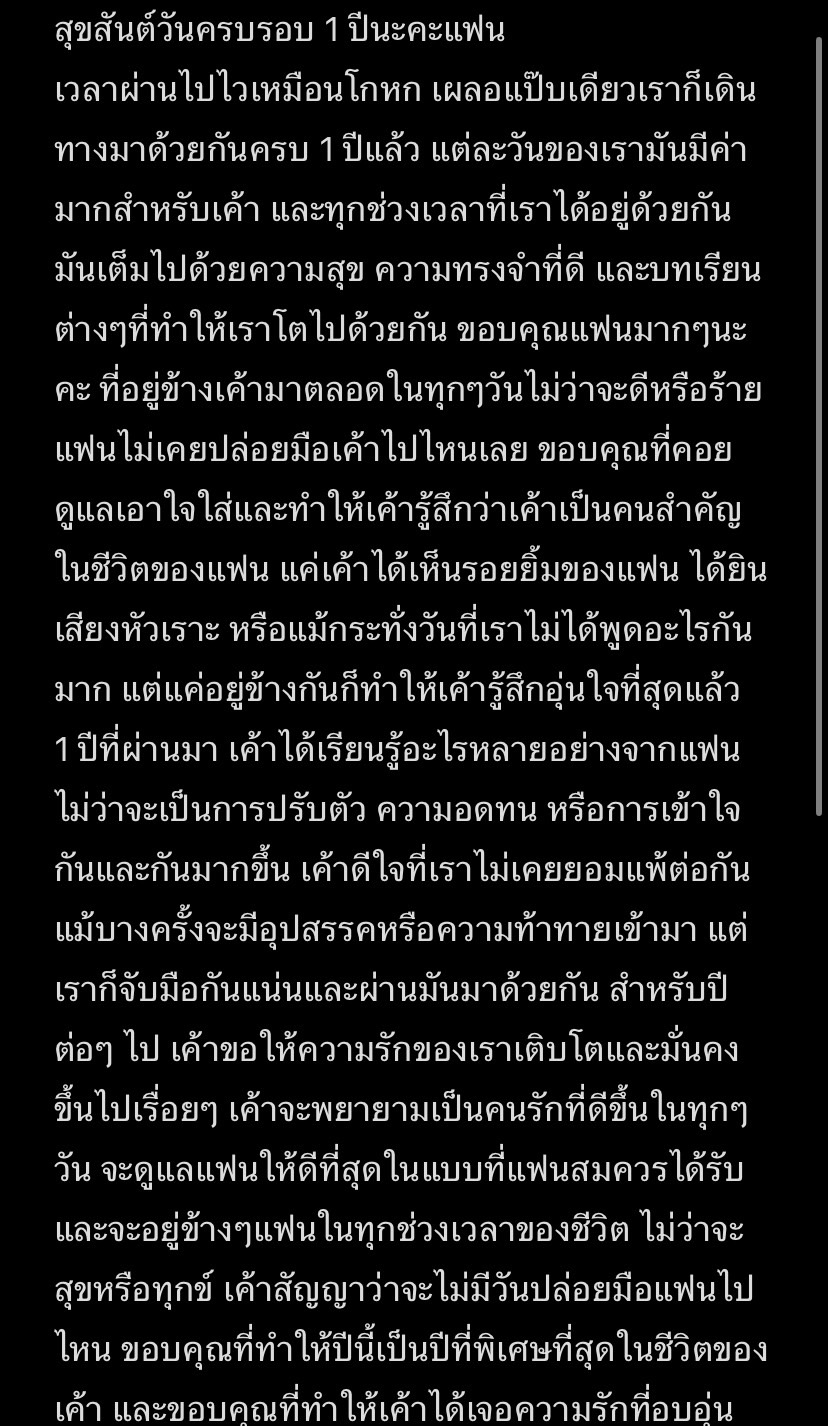 สุขสันต์วันครบรอบ 1 ปีนะคะแฟน
เวลาผ่านไปไวเหมือนโกหก เผลอแป๊บเดียวเราก็เดิน
ทางมาด้วยกันครบ 1 ปีแล้ว แต่ละวันของเรามันมีค่า
มากสำหรับเค้า และทุกช่วงเวลาที่เราได้อยู่ด้วยกัน
มันเต็มไปด้วยความสุข ความทรงจำที่ดี และบทเรียน
ต่างๆที่ทำให้เราโตไปด้วยกัน ขอบคุณแฟนมากๆนะ
คะ ที่อยู่ข้างเค้ามาตลอดในทุกๆวันไม่ว่าจะดีหรือร้าย
แฟนไม่เคยปล่อยมือเค้าไปไหนเลย ขอบคุณที่คอย
ดูแลเอาใจใส่และทำให้เค้ารู้สึกว่าเค้าเป็นคนสำคัญ
ในชีวิตของแฟน แค่เค้าได้เห็นรอยยิ้มของแฟน ได้ยิน
เสียงหัวเราะ หรือแม้กระทั่งวันที่เราไม่ได้พูดอะไรกัน
มาก แต่แค่อยู่ข้างกันก็ทำให้เค้ารู้สึกอุ่นใจที่สุดแล้ว
1 ปีที่ผ่านมา เค้าได้เรียนรู้อะไรหลายอย่างจากแฟน
ไม่ว่าจะเป็นการปรับตัว ความอดทน หรือการเข้าใจ
กันและกันมากขึ้น เค้าดีใจที่เราไม่เคยยอมแพ้ต่อกัน
แม้บางครั้งจะมีอุปสรรคหรือความท้าทายเข้ามา แต่
เราก็จับมือกันแน่นและผ่านมันมาด้วยกัน สำหรับปี
ต่อๆ ไป เค้าขอให้ความรักของเราเติบโตและมั่นคง
ขึ้นไปเรื่อยๆ เค้าจะพยายามเป็นคนรักที่ดีขึ้นในทุกๆ
วัน จะดูแลแฟนให้ดีที่สุดในแบบที่แฟนสมควรได้รับ
และจะอยู่ข้างๆแฟนในทุกช่วงเวลาของชีวิต ไม่ว่าจะ
สุขหรือทุกข์ เค้าสัญญาว่าจะไม่มีวันปล่อยมือแฟนไป
ไหน ขอบคุณที่ทำให้ปีนี้เป็นปีที่พิเศษที่สุดในชีวิตของ
เค้า และขอบคุณที่ทำให้เค้าได้เจอความรักที่อบอุ่น